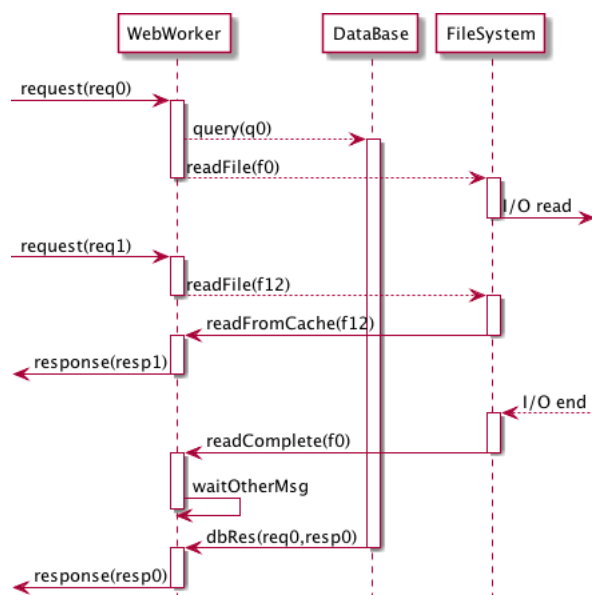 WebWorker DataBase FileSystem
request(req0)
query(q0)
readFile(f0)
I/O read
request(req1)
readFile(f12)
readFromCache(f12)
response(resp1)
I/O end
readComplete(f0)
waitOtherMsg
dbRes(req0,resp0)
response(resp0)